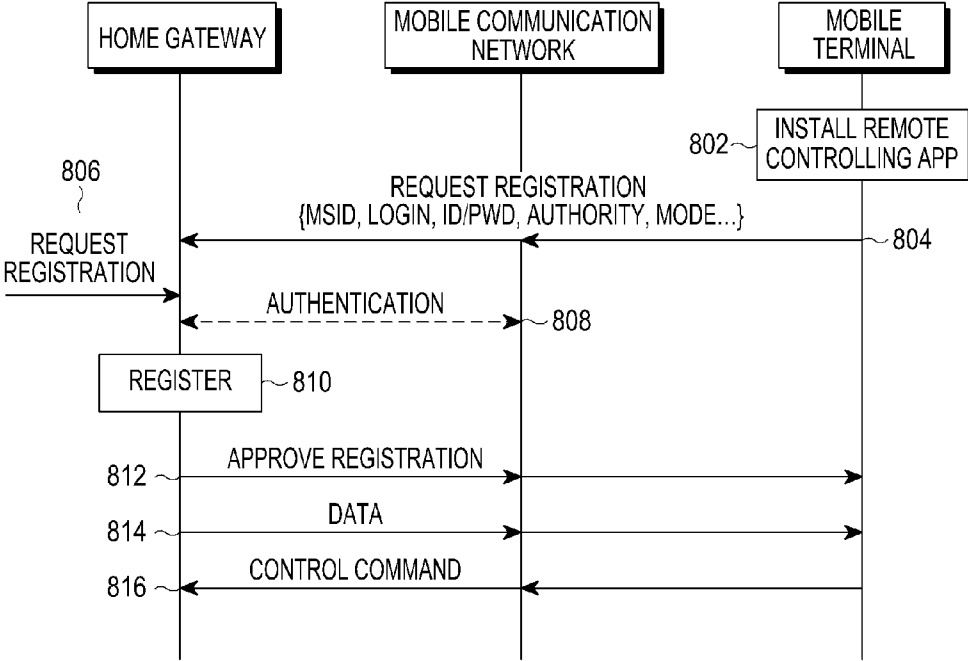 HOME GATEWAY
MOBILE COMMUNICATION
NETWORK
MOBILE
TERMINAL
802
INSTALL REMOTE
CONTROLLING APP
806
REQUEST REGISTRATION
{MSID, LOGIN, ID/PWD, AUTHORITY, MODE...}
804
REQUEST
REGISTRATION
AUTHENTICATION
808
REGISTER
810
812
APPROVE REGISTRATION
814
DATA
816
CONTROL COMMAND